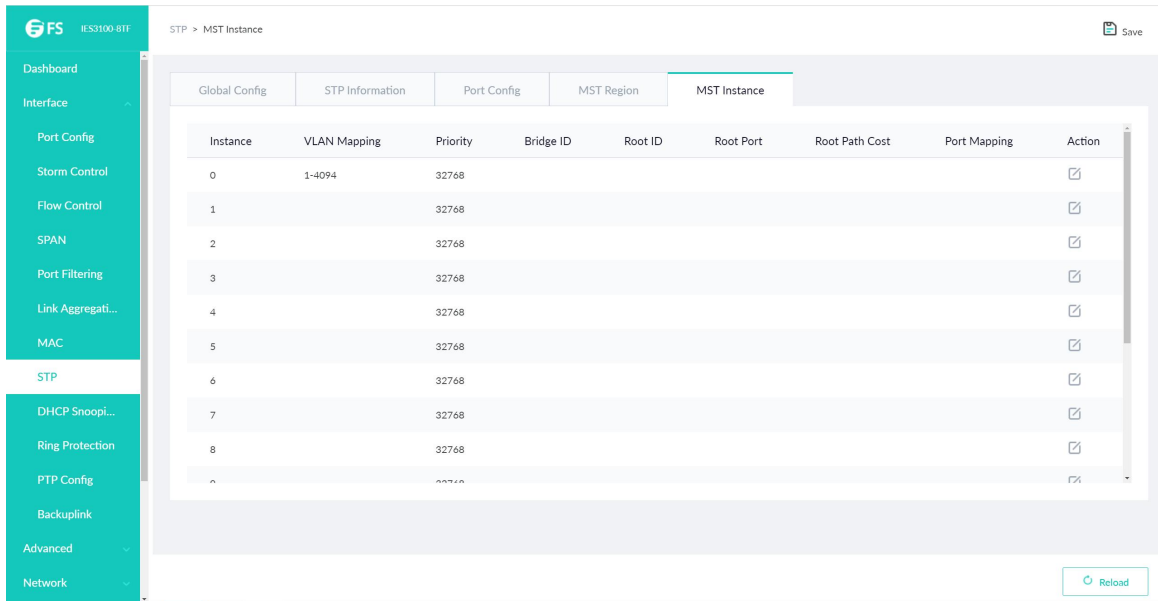 FS IES3100-8TF
STP > MST Instance
Save
Dashboard
Interface
Port Config
Storm Control
Flow Control
SPAN
Port Filtering
Link Aggregati...
MAC
STP
DHCP Snoopi...
Ring Protection
PTP Config
Backuplink
Advanced
Network
Global Config STP Information Port Config MST Region MST Instance
Instance VLAN Mapping Priority Bridge ID Root ID Root Port Root Path Cost Port Mapping Action
0 1-4094 32768
1 32768
2 32768
3 32768
4 32768
5 32768
6 32768
7 32768
8 32768
Reload